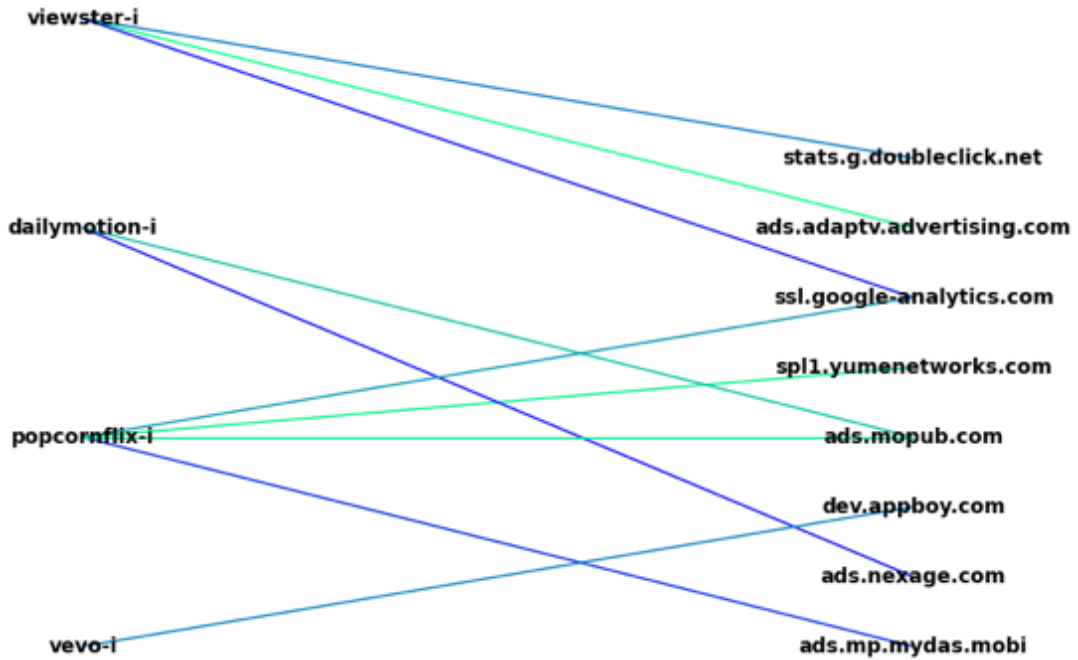 viewster-i
stats.g.doubleclick.net
dailymotion-i
ads.adaptv.advertising.com
ssl.google-analytics.com
spl1.yumenetworks.com
popcornflix-i
ads.mopub.com
dev.appboy.com
ads.nexage.com
vevo-i
ads.mp.mydas.mobi